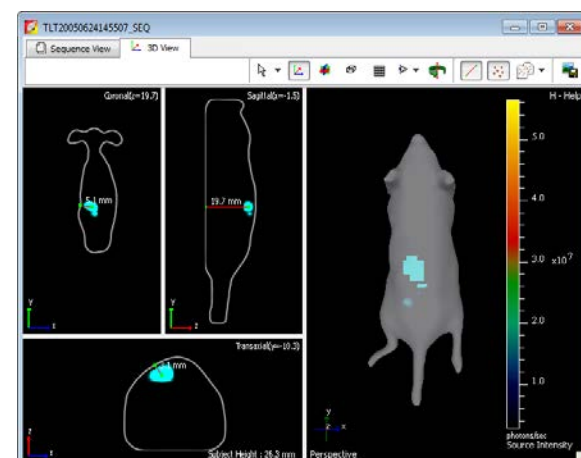 TLT20050624145507_SEQ
Sequence View
3D View
Coronal(z=19.7)
Sagittal(x=-1.5)
H - Help
5.1 mm
19.7 mm
5.0
4.0
3.0 x10⁷
2.0
1.0
y
x
y
z
Transaxial(y=-10.3)
mm
z
x
Subject Height : 26.3 mm
y
z x
Perspective
photons/sec
Source Intensity